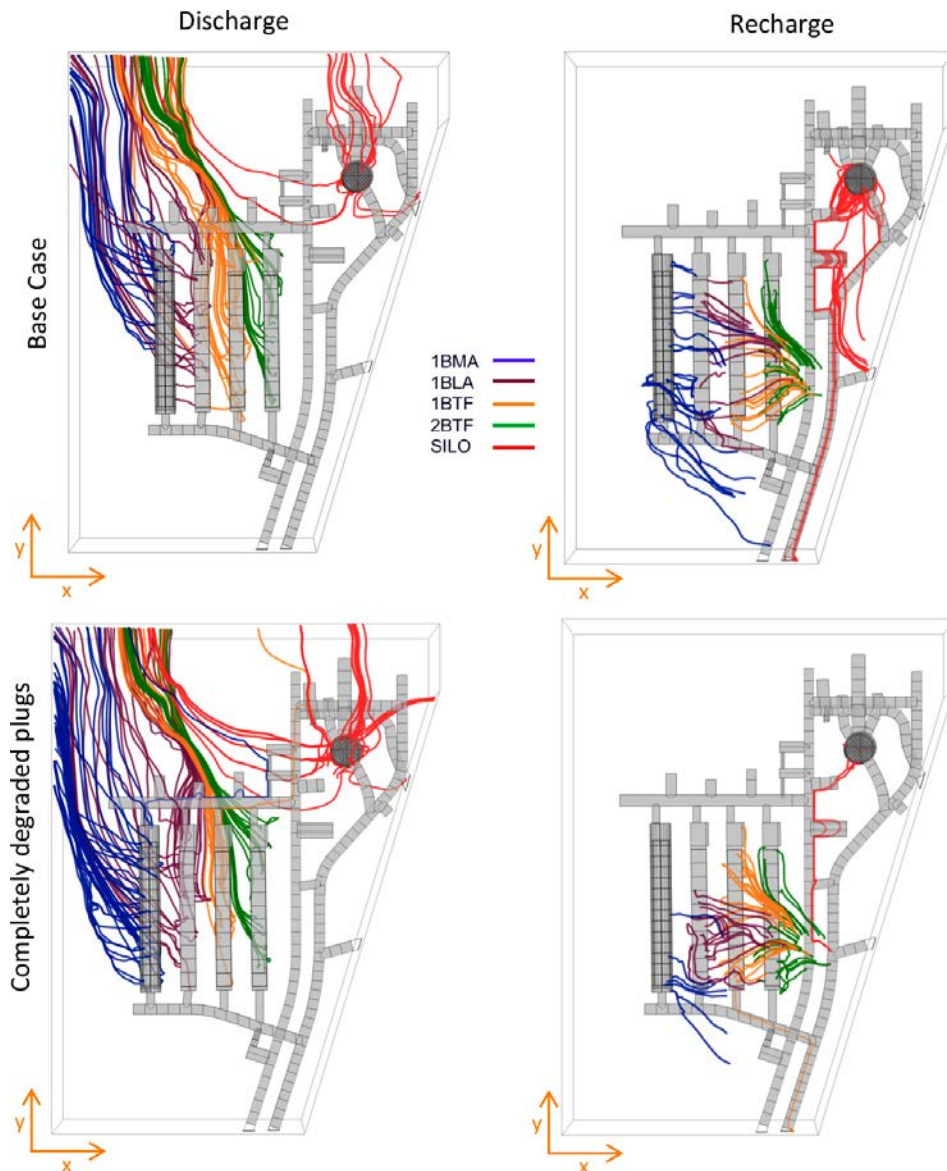 Discharge
Recharge
Base Case
1BMA
1BLA
1BTF
2BTF
SILO
y
x
y
x
Completely degraded plugs
y
x
y
x